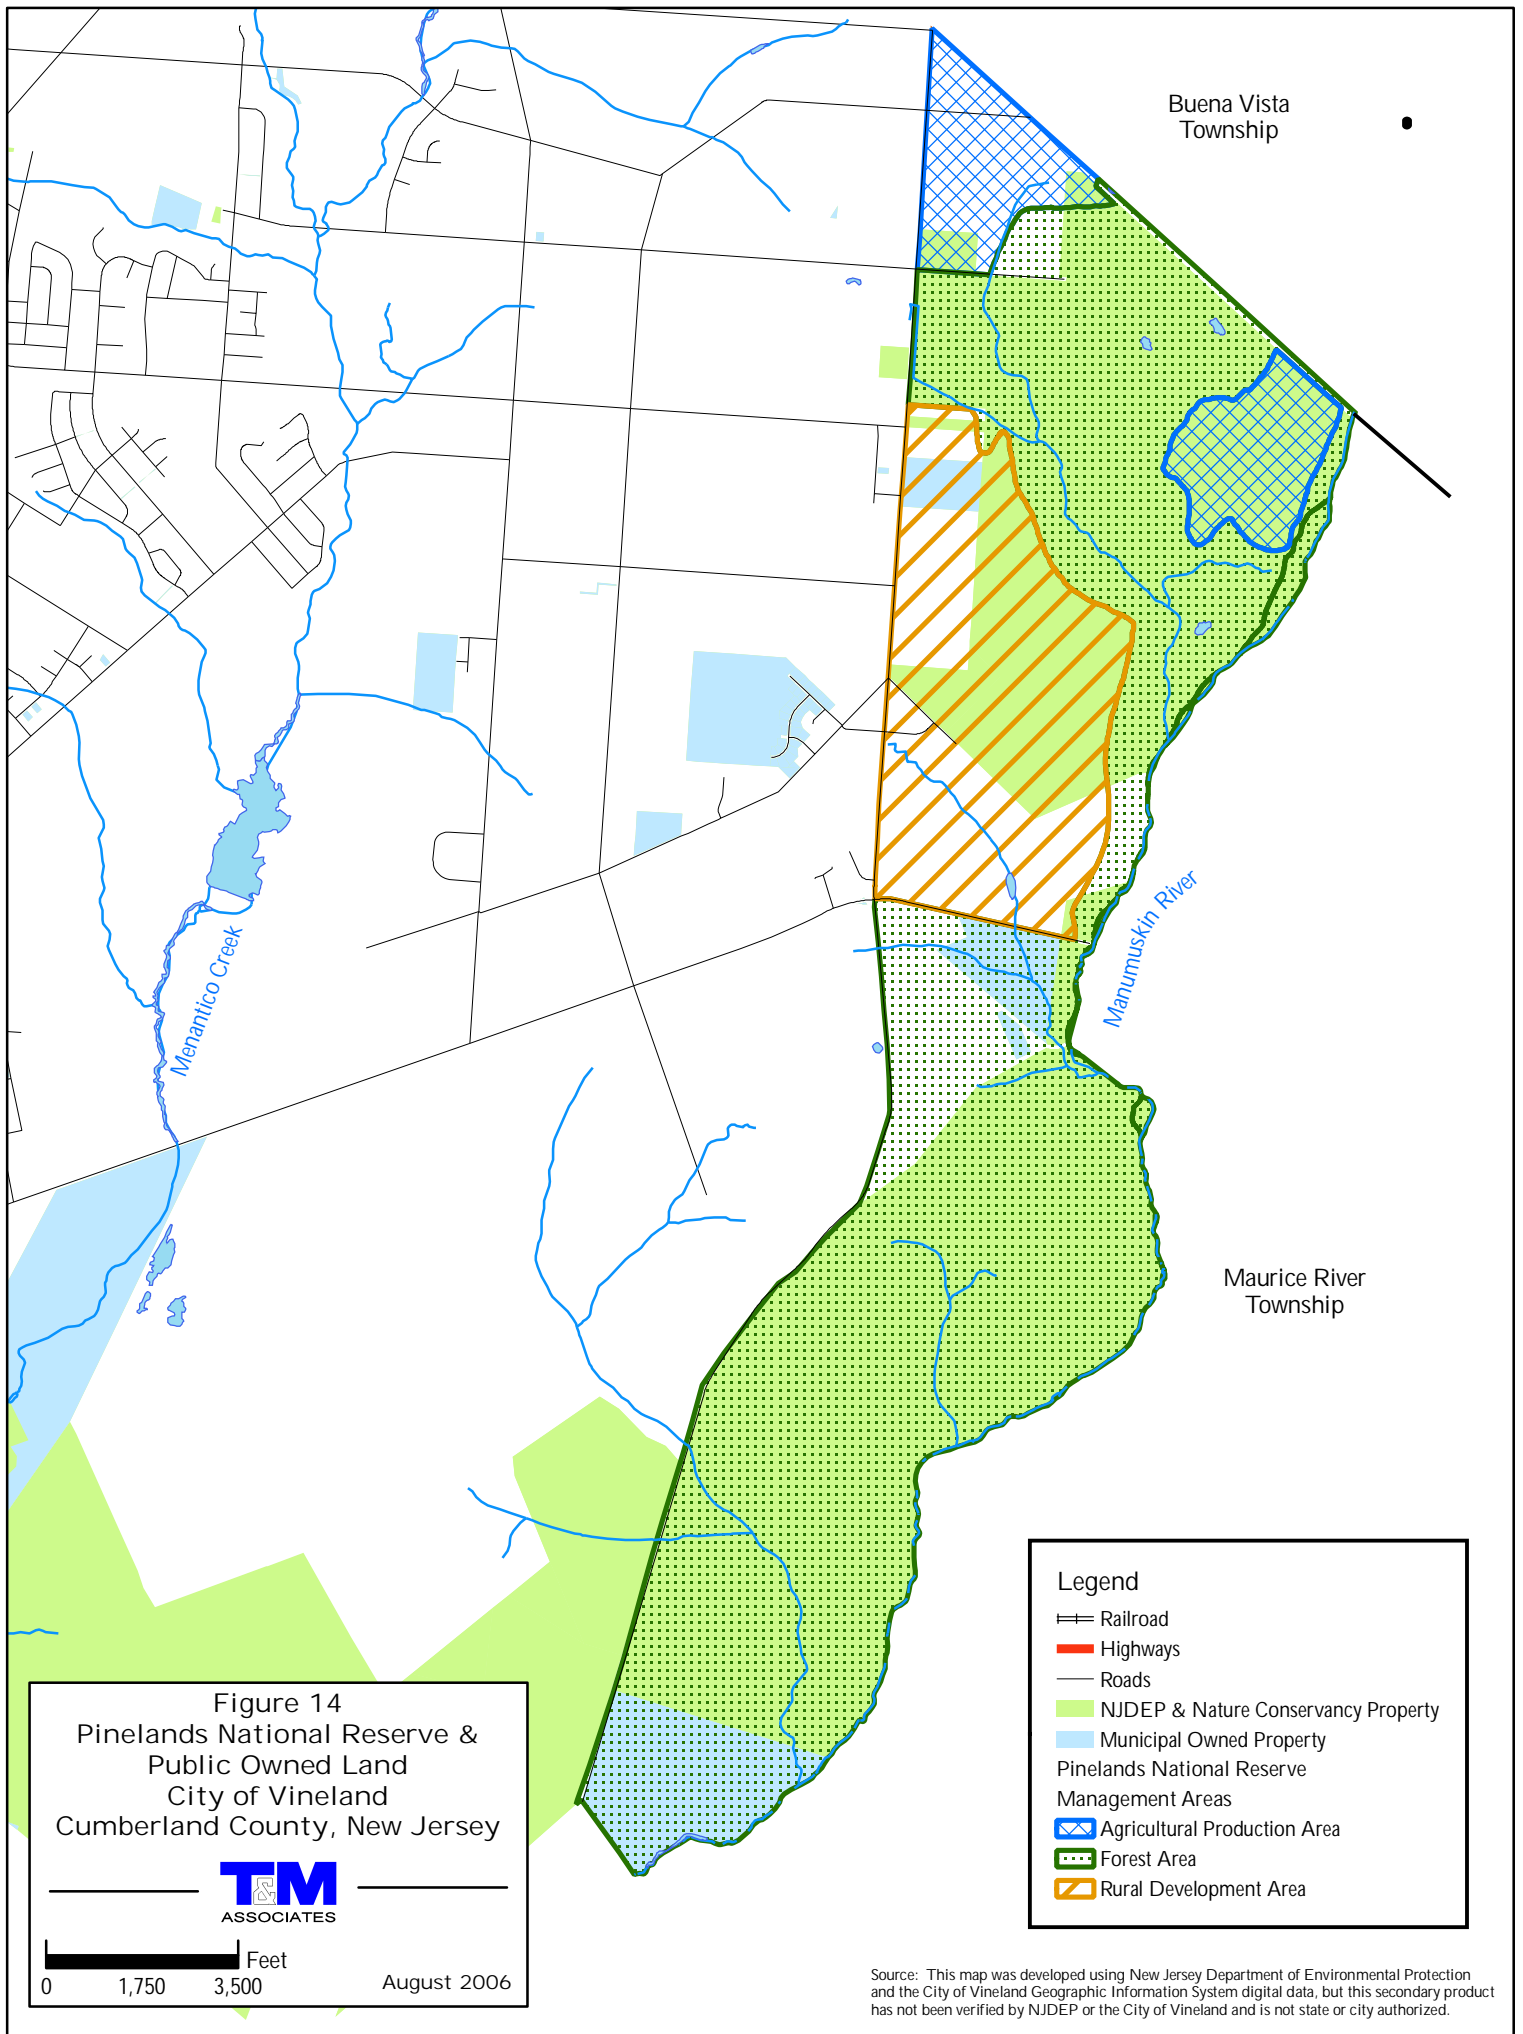 Buena Vista
Township
Menantico Creek
Manumuskin River
Maurice River
Township
Legend
Railroad
Highways
Roads
NJDEP & Nature Conservancy Property
Municipal Owned Property
Pinelands National Reserve
Management Areas
Agricultural Production Area
Forest Area
Rural Development Area
Figure 14
Pinelands National Reserve &
Public Owned Land
City of Vineland
Cumberland County, New Jersey
T&M
ASSOCIATES
Feet
0 1,750 3,500
August 2006
Source: This map was developed using New Jersey Department of Environmental Protection
and the City of Vineland Geographic Information System digital data, but this secondary product
has not been verified by NJDEP or the City of Vineland and is not state or city authorized.